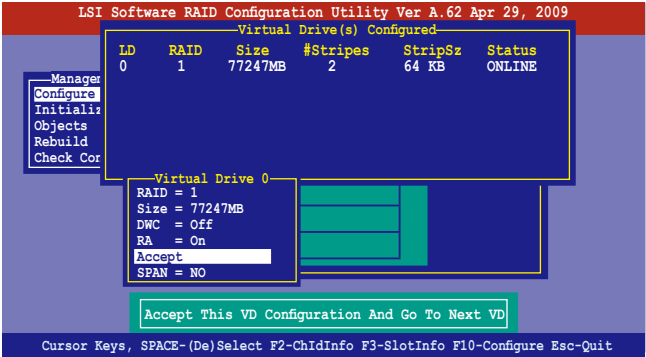 LSI Software RAID Configuration Utility Ver A.62 Apr 29, 2009
Virtual Drive(s) Configured
LD RAID Size #Stripes StripSz Status
0 1 77247MB 2 64 KB ONLINE
Manager
Configure
Initializ
Objects
Rebuild
Check Con
Virtual Drive 0
RAID = 1
Size = 77247MB
DWC = Off
RA = On
Accept
SPAN = NO
Accept This VD Configuration And Go To Next VD
Cursor Keys, SPACE-(De)Select F2-ChIdInfo F3-SlotInfo F10-Configure Esc-Quit